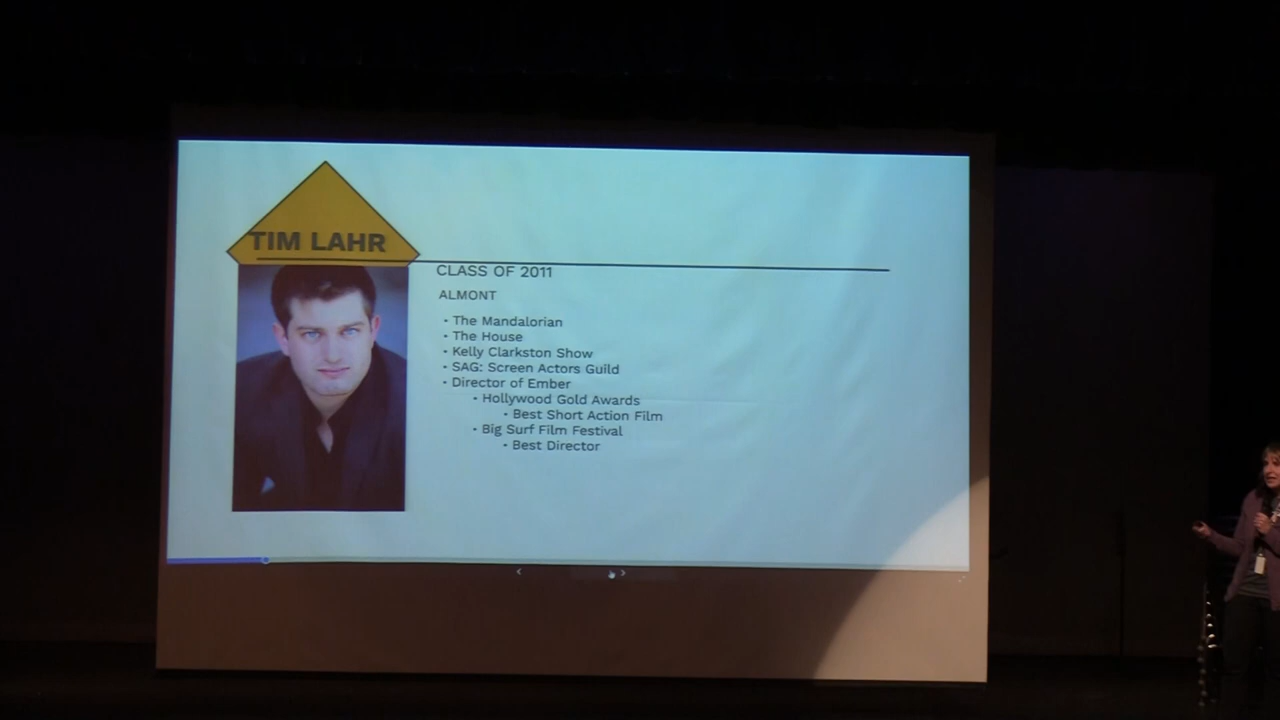 TIM LAHR
CLASS OF 2011
ALMONT
• The Mandalorian
• The House
• Kelly Clarkston Show
• SAG: Screen Actors Guild
• Director of Ember
• Hollywood Gold Awards
• Best Short Action Film
• Big Surf Film Festival
• Best Director